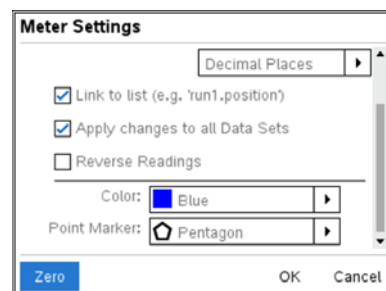 Meter Settings
Decimal Places
Link to list (e.g. 'run1.position')
Apply changes to all Data Sets
Reverse Readings
Color: Blue
Point Marker: Pentagon
Zero OK Cancel